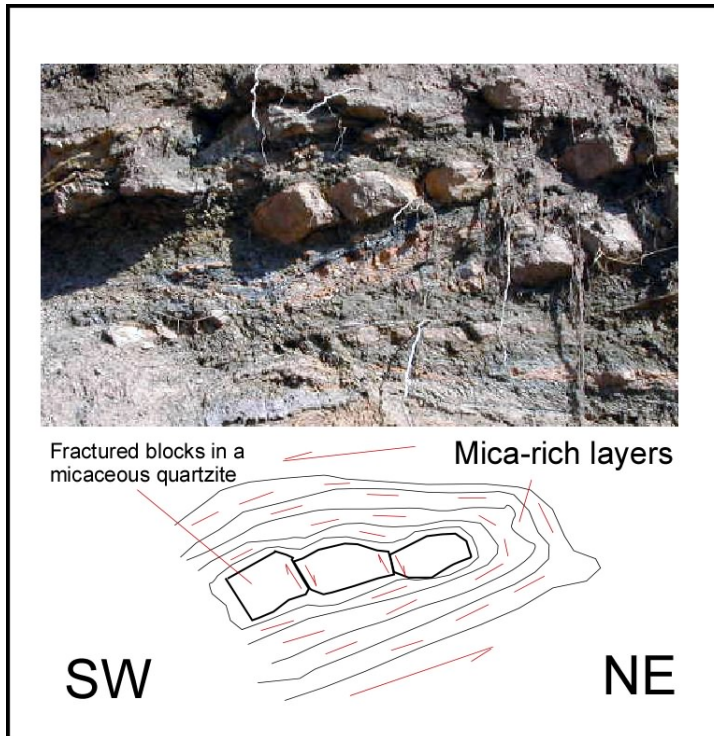 Fractured blocks in a
micaceous quartzite
Mica-rich layers
SW
NE